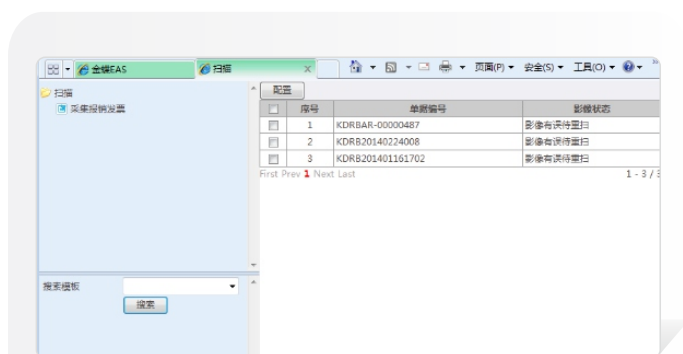 金蝶EAS 扫描 页面(P) 安全(S) 工具(O)
扫描
采集报销发票
配置
序号 单据编号 影像状态
1 KDRBAR-00000487 影像有误待重扫
2 KDRB20140224008 影像有误待重扫
3 KDRB201401161702 影像有误待重扫
First Prev 1 Next Last 1 - 3 / 3
搜索模板
搜索